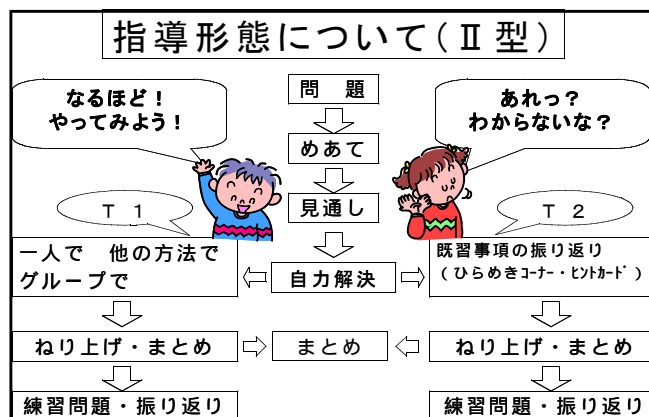 指導形態について(Ⅱ型)
なるほど！
やってみよう！
問　題
あれっ？
わからないな？
めあて
見通し
Ｔ　１
Ｔ　２
一人で　他の方法で
グループで
自力解決
既習事項の振り返り
(ひらめきｺｰﾅｰ・ﾋﾝﾄｶｰﾄﾞ)
ねり上げ・まとめ
まとめ
ねり上げ・まとめ
練習問題・振り返り
練習問題・振り返り